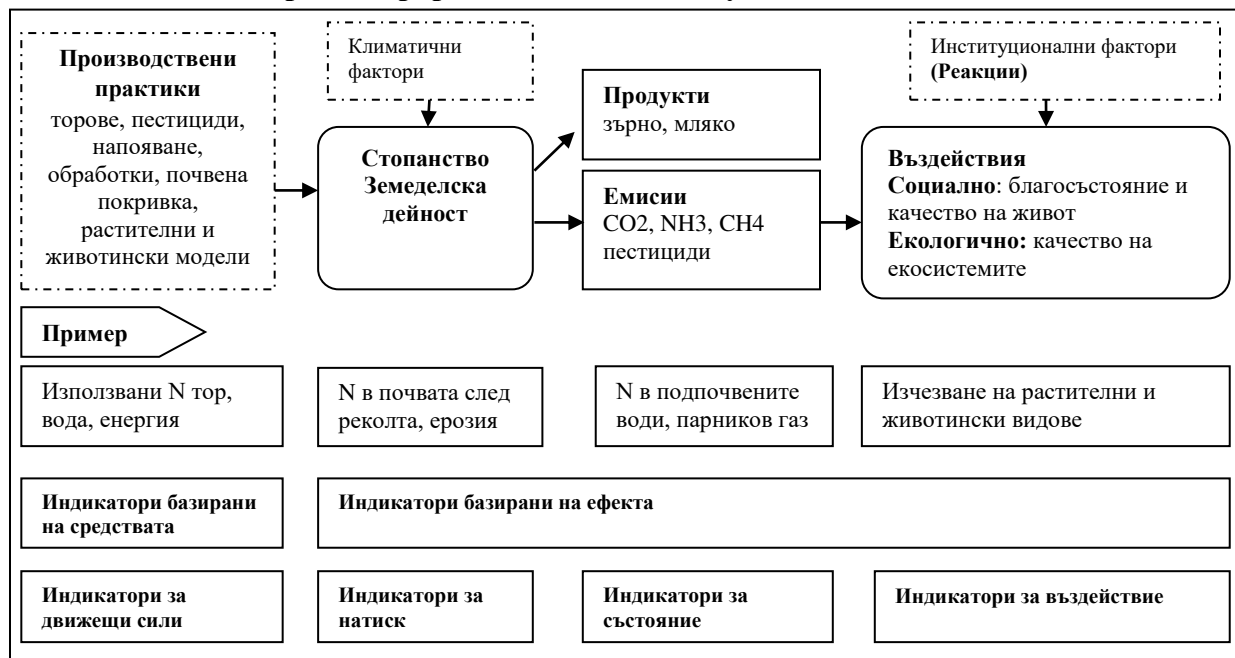 Производствени
практики
торове, пестициди,
напояване,
обработки, почвена
покривка,
растителни и
животински модели
Климатични
фактори
Стопанство
Земеделска
дейност
Продукти
зърно, мляко
Емисии
CO2, NH3, CH4
пестициди
Институционални фактори
(Реакции)
Въздействия
Социално: благосъстояние и
качество на живот
Екологично: качество на
екосистемите
Пример
Използвани N тор,
вода, енергия
N в почвата след
реколта, ерозия
N в подпочвените
води, парников газ
Изчезване на растителни и
животински видове
Индикатори базирани
на средствата
Индикатори базирани на ефекта
Индикатори за
движещи сили
Индикатори за
натиск
Индикатори за
състояние
Индикатори за въздействие